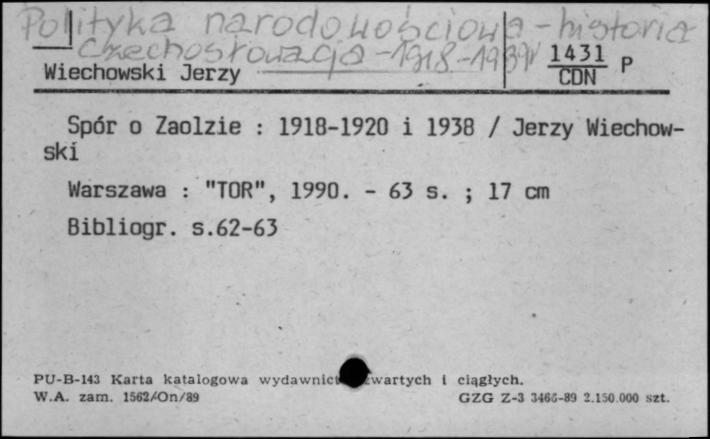 Polityka narodowościowa - historia
Czechosłowacja - 1918-1939 r
Wiechowski Jerzy
1431 P
CDN
Spór o Zaolzie : 1918-1920 i 1938 / Jerzy Wiechow-
ski
Warszawa : "TOR", 1990. - 63 s. ; 17 cm
Bibliogr. s.62-63
PU-B-143 Karta katalogowa wydawnict wartych i ciągłych.
W.A. zam. 1562/On/89 GZG Z-3 3466-89 2.150.000 szt.